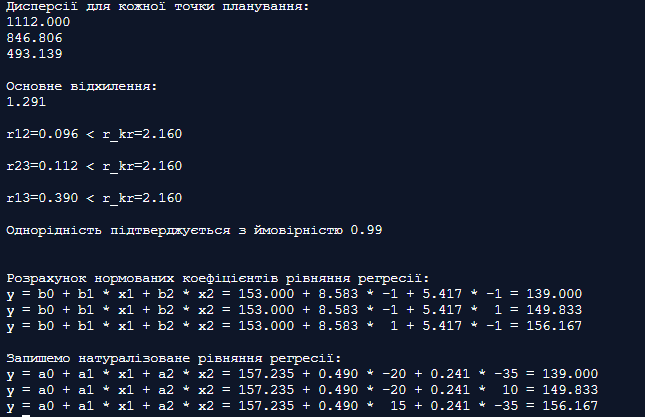 Дисперсії для кожної точки планування:
1112.000
846.806
493.139
Основне відхилення:
1.291
r12=0.096 < r_kr=2.160
r23=0.112 < r_kr=2.160
r13=0.390 < r_kr=2.160
Однорідність підтверджується з ймовірністю 0.99
Розрахунок нормованих коефіцієнтів рівняння регресії:
y = b0 + b1 * x1 + b2 * x2 = 153.000 + 8.583 * -1 + 5.417 * -1 = 139.000
y = b0 + b1 * x1 + b2 * x2 = 153.000 + 8.583 * -1 + 5.417 *  1 = 149.833
y = b0 + b1 * x1 + b2 * x2 = 153.000 + 8.583 *  1 + 5.417 * -1 = 156.167
Запишемо натуралізоване рівняння регресії:
y = a0 + a1 * x1 + a2 * x2 = 157.235 + 0.490 * -20 + 0.241 * -35 = 139.000
y = a0 + a1 * x1 + a2 * x2 = 157.235 + 0.490 * -20 + 0.241 *  10 = 149.833
y = a0 + a1 * x1 + a2 * x2 = 157.235 + 0.490 *  15 + 0.241 * -35 = 156.167